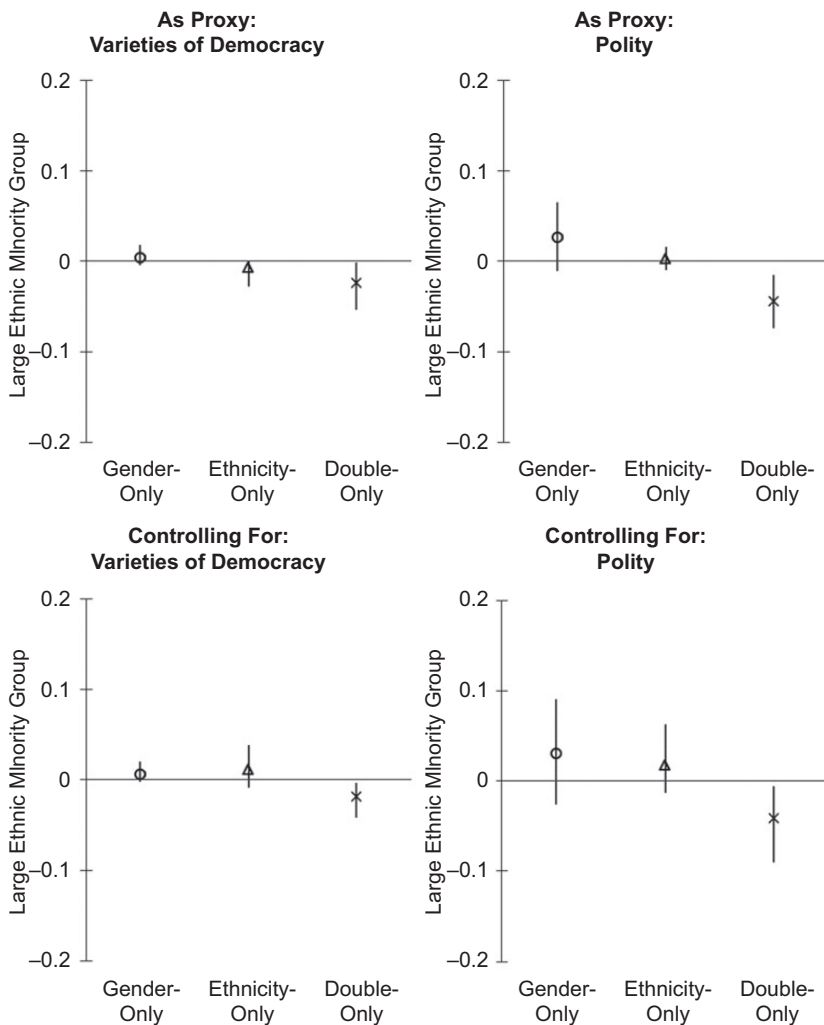 As Proxy:
Varieties of Democracy
Large Ethnic MInority Group
0.2
0.1
0
–0.1
–0.2
Gender-
Only
Ethnicity-
Only
Double-
Only
As Proxy:
Polity
Large Ethnic MInority Group
0.2
0.1
0
–0.1
–0.2
Gender-
Only
Ethnicity-
Only
Double-
Only
Controlling For:
Varieties of Democracy
Large Ethnic MInority Group
0.2
0.1
0
–0.1
–0.2
Gender-
Only
Ethnicity-
Only
Double-
Only
Controlling For:
Polity
Large Ethnic MInority Group
0.2
0.1
0
–0.1
–0.2
Gender-
Only
Ethnicity-
Only
Double-
Only